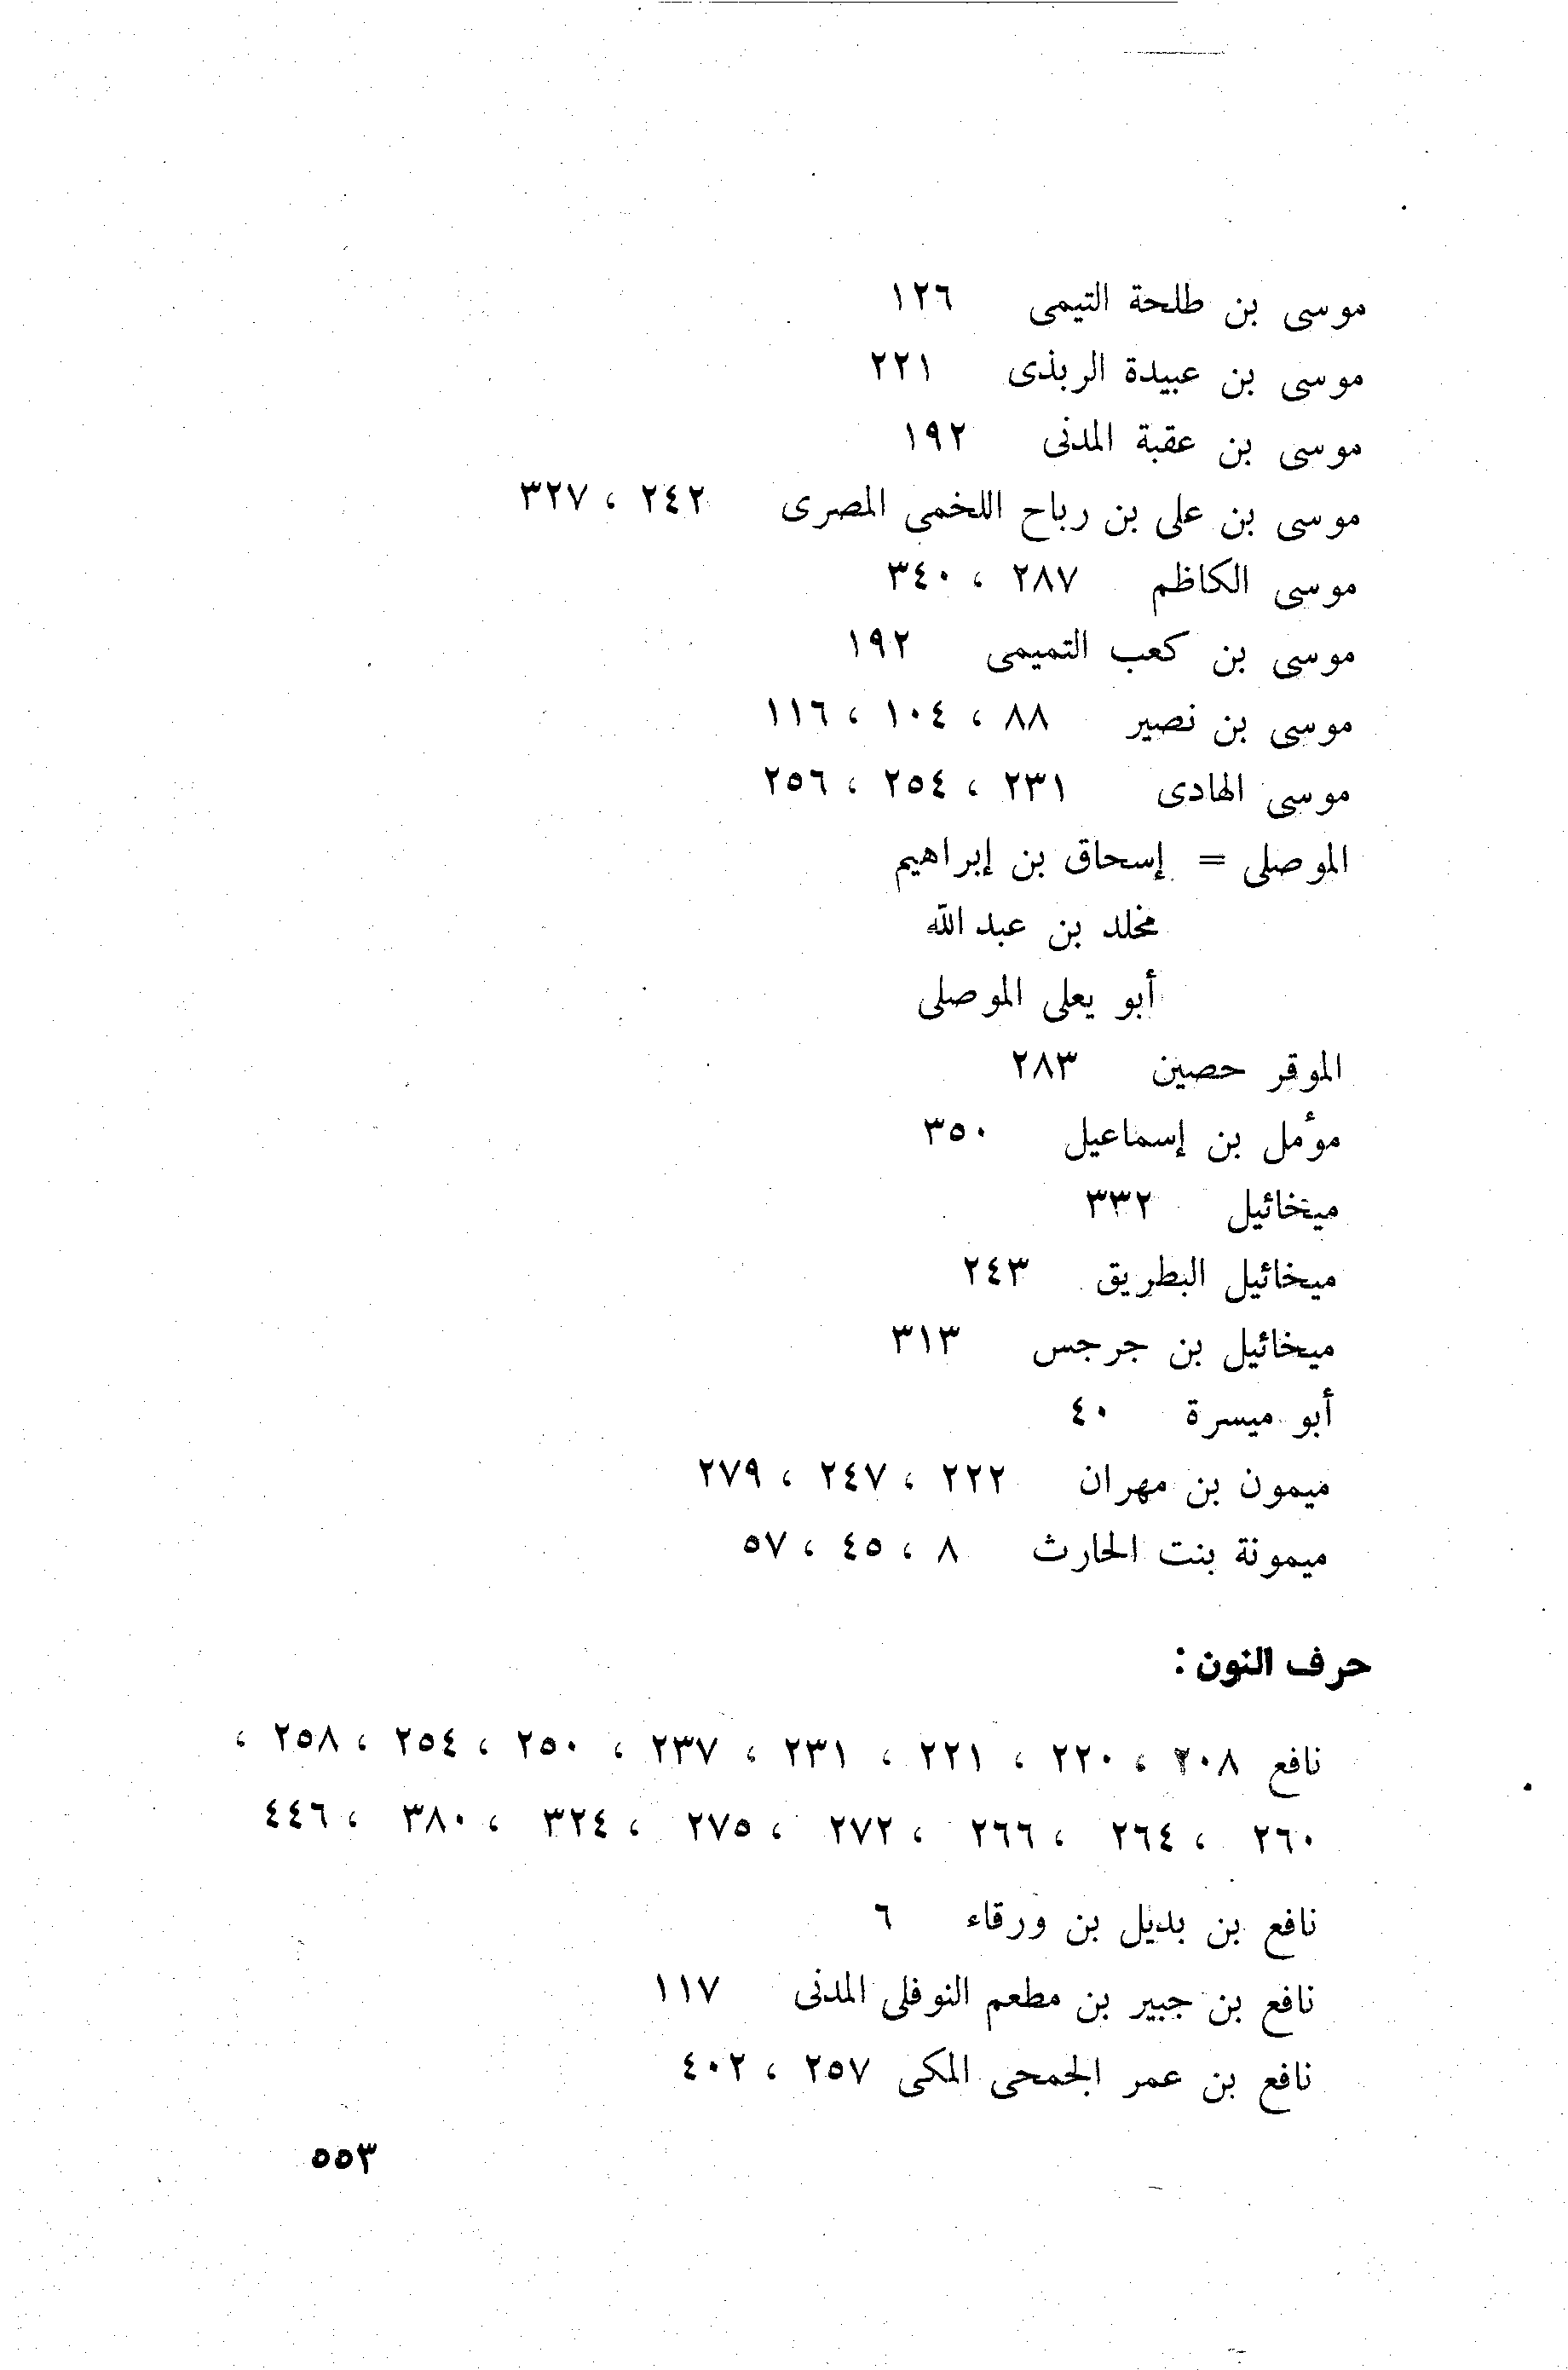 موسى بن طلحة التيمى ١٢٦
موسى بن عبيدة الربذى ٢٢١
موسى بن عقبة المدنى ١٩٢
موسى بن على بن رباح اللخمى المصرى ٢٤٢ ، ٣٢٧
موسى الكاظم ٢٨٧ ، ٣٤٠
موسى بن كعب التميمى ١٩٢
موسى بن نصير ٨٨ ، ١٠٤ ، ١١٦
موسى الهادى ٢٣١ ، ٢٥٤ ، ٢٥٦
الموصلى = إسحاق بن إبراهيم
مخلد بن عبد الله
أبو يعلى الموصلى
الموقر حصين ٢٨٣
مؤمل بن إسماعيل ٣٥٠
ميخائيل ٣٣٢
ميخائيل البطريق ٢٤٣
ميخائيل بن جرجس ٣١٣
أبو ميسرة ٤٠
ميمون بن مهران ٢٢٢ ، ٢٤٧ ، ٢٧٩
ميمونة بنت الحارث ٨ ، ٤٥ ، ٥٧
حرف النون :
نافع ٢٠٨ ، ٢٢٠ ، ٢٢١ ، ٢٣١ ، ٢٣٧ ، ٢٥٠ ، ٢٥٤ ، ٢٥٨ ،
٢٦٠ ، ٢٦٤ ، ٢٦٦ ، ٢٧٢ ، ٢٧٥ ، ٣٢٤ ، ٣٨٠ ، ٤٤٦
نافع بن بديل بن ورقاء ٦
نافع بن جبير بن مطعم النوفلى المدنى ١١٧
نافع بن عمر الجمحى المكى ٢٥٧ ، ٤٠٢
٥٥٣